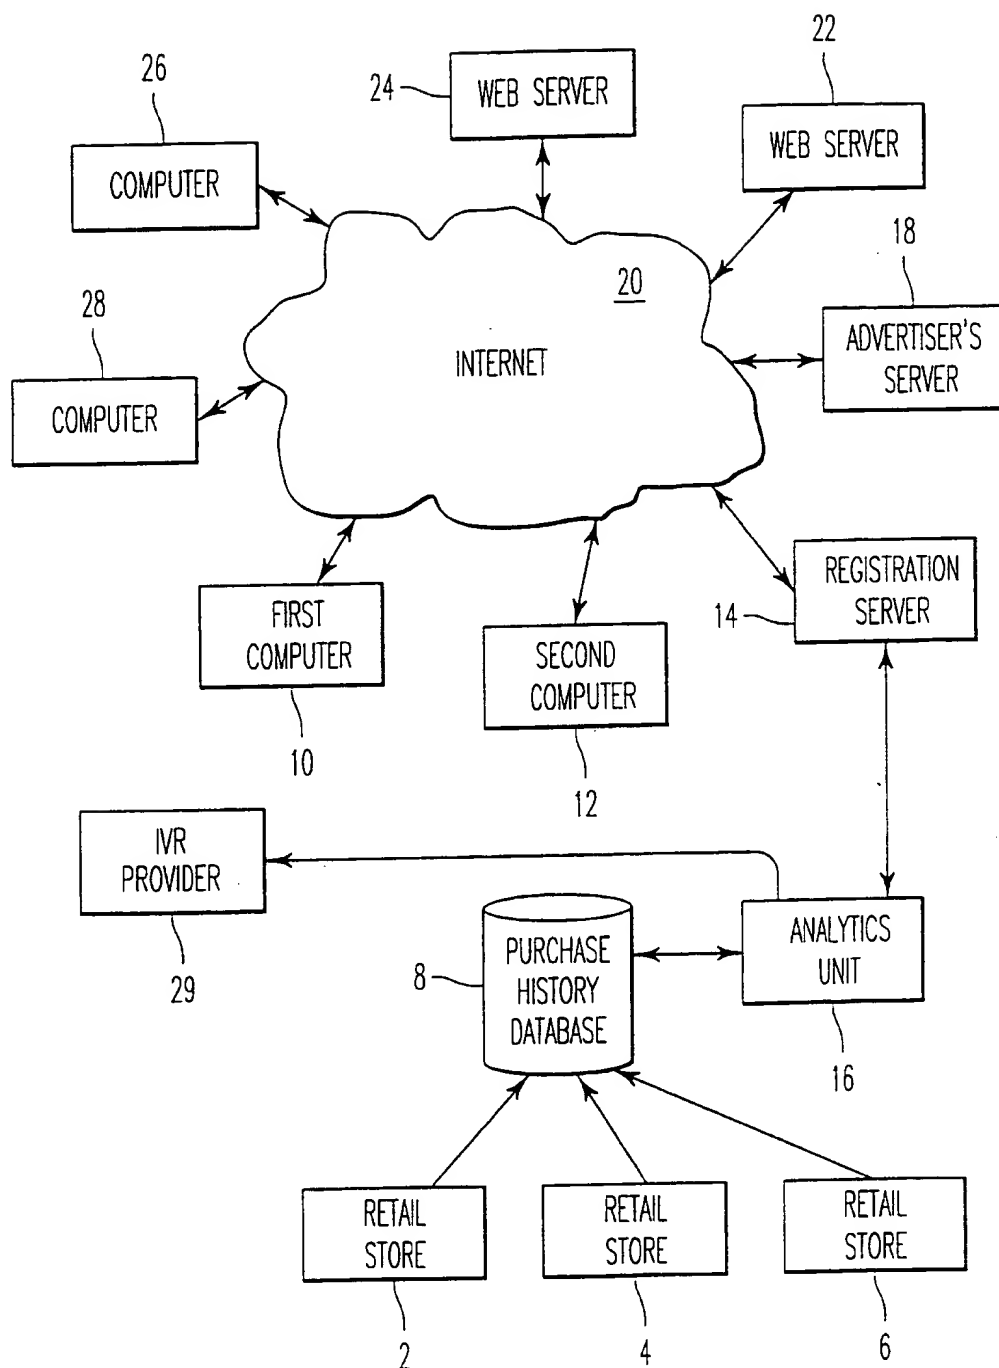 22
26
24
WEB SERVER
WEB SERVER
COMPUTER
18
20
28
ADVERTISER'S
SERVER
INTERNET
COMPUTER
REGISTRATION
SERVER
14
FIRST
COMPUTER
SECOND
COMPUTER
10
12
IVR
PROVIDER
29
ANALYTICS
UNIT
PURCHASE
HISTORY
DATABASE
8
16
RETAIL
STORE
RETAIL
STORE
RETAIL
STORE
2
4
6